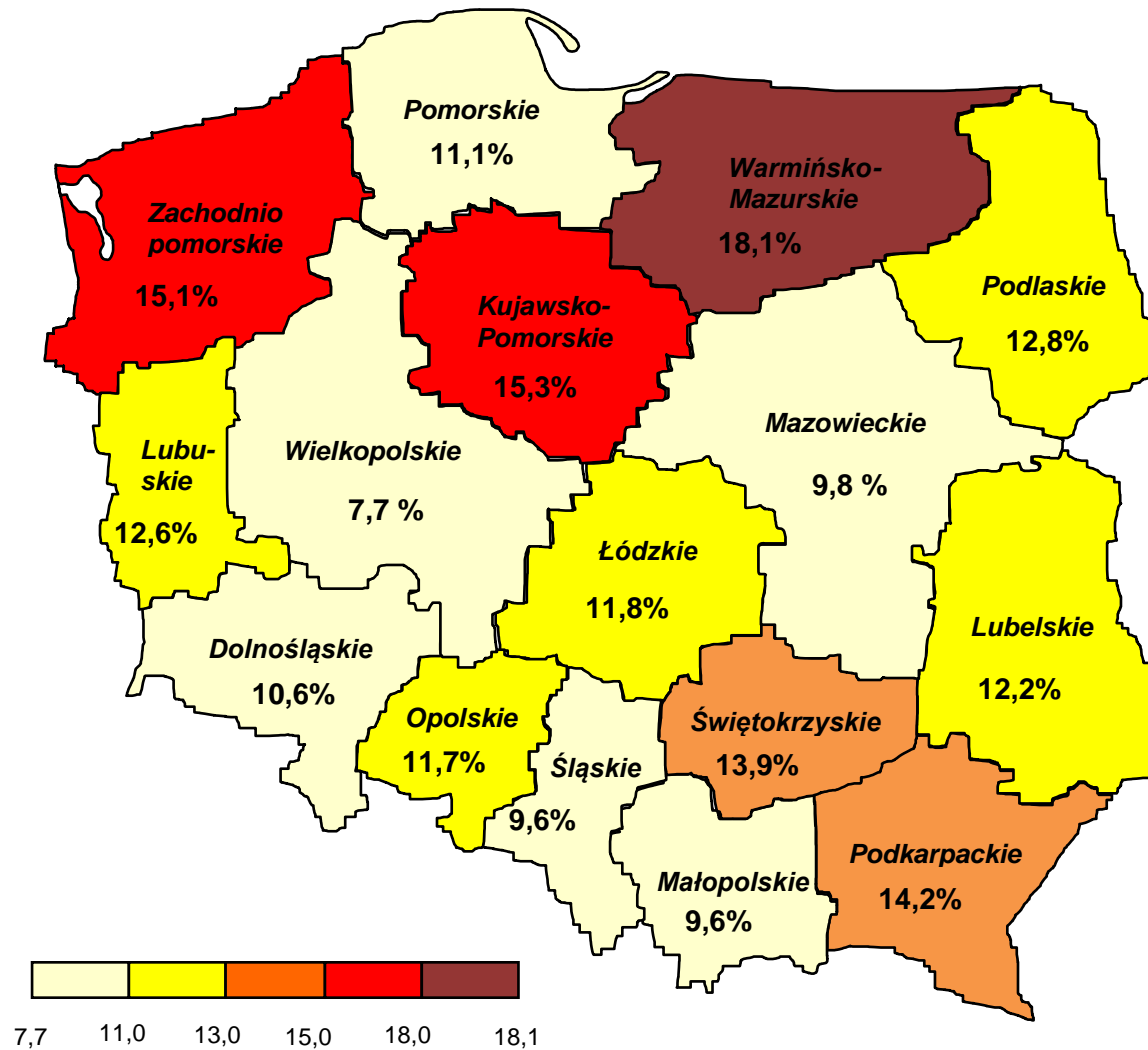 Pomorskie
11,1%
Warmińsko-
Mazurskie
18,1%
Zachodnio
pomorskie
15,1%
Podlaskie
12,8%
Kujawsko-
Pomorskie
15,3%
Mazowieckie
9,8 %
Lubu-
skie
12,6%
Wielkopolskie
7,7 %
Łódzkie
11,8%
Lubelskie
12,2%
Dolnośląskie
10,6%
Opolskie
11,7%
Śląskie
9,6%
Świętokrzyskie
13,9%
Małopolskie
9,6%
Podkarpackie
14,2%
7,7 11,0 13,0 15,0 18,0 18,1